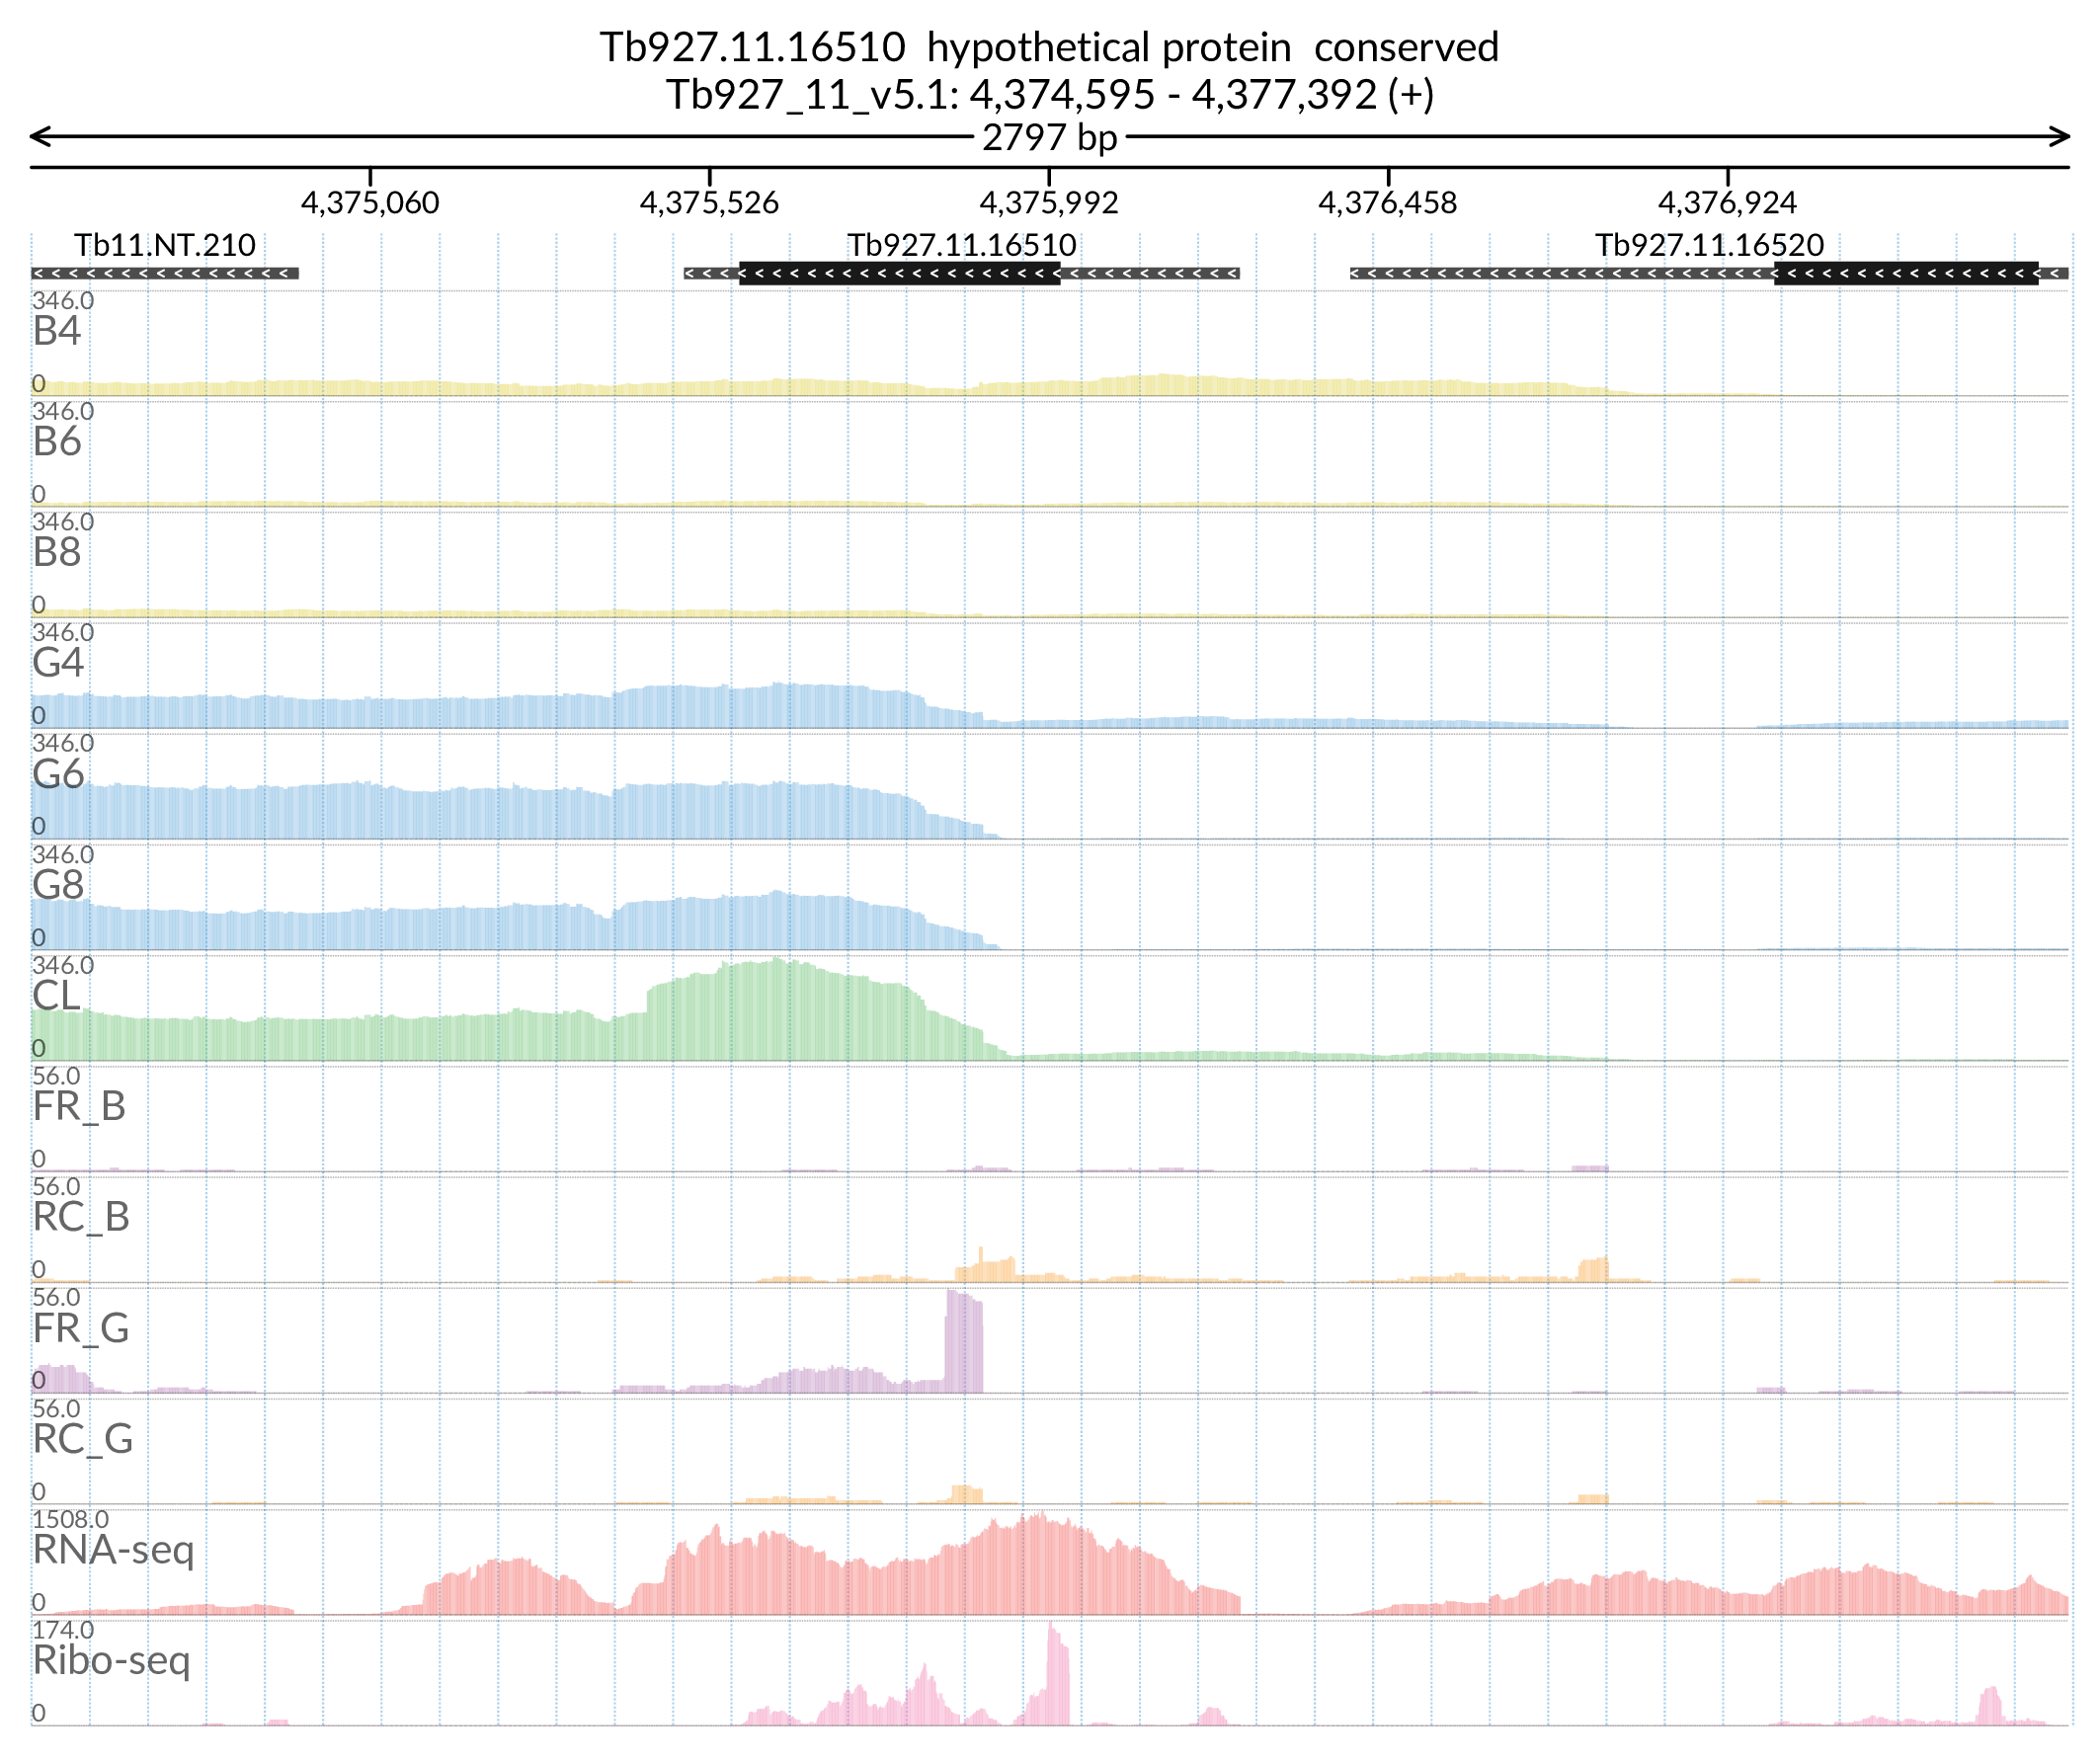 Tb927.11.16510 hypothetical protein conserved
Tb927_11_v5.1: 4,374,595 - 4,377,392 (+)
2797 bp
4,375,060 4,375,526 4,375,992 4,376,458 4,376,924
Tb11.NT.210 Tb927.11.16510 Tb927.11.16520
346.0
B4
0
346.0
B6
0
346.0
B8
0
346.0
G4
0
346.0
G6
0
346.0
G8
0
346.0
CL
0
56.0
FR_B
0
56.0
RC_B
0
56.0
FR_G
0
56.0
RC_G
0
1508.0
RNA-seq
0
174.0
Ribo-seq
0